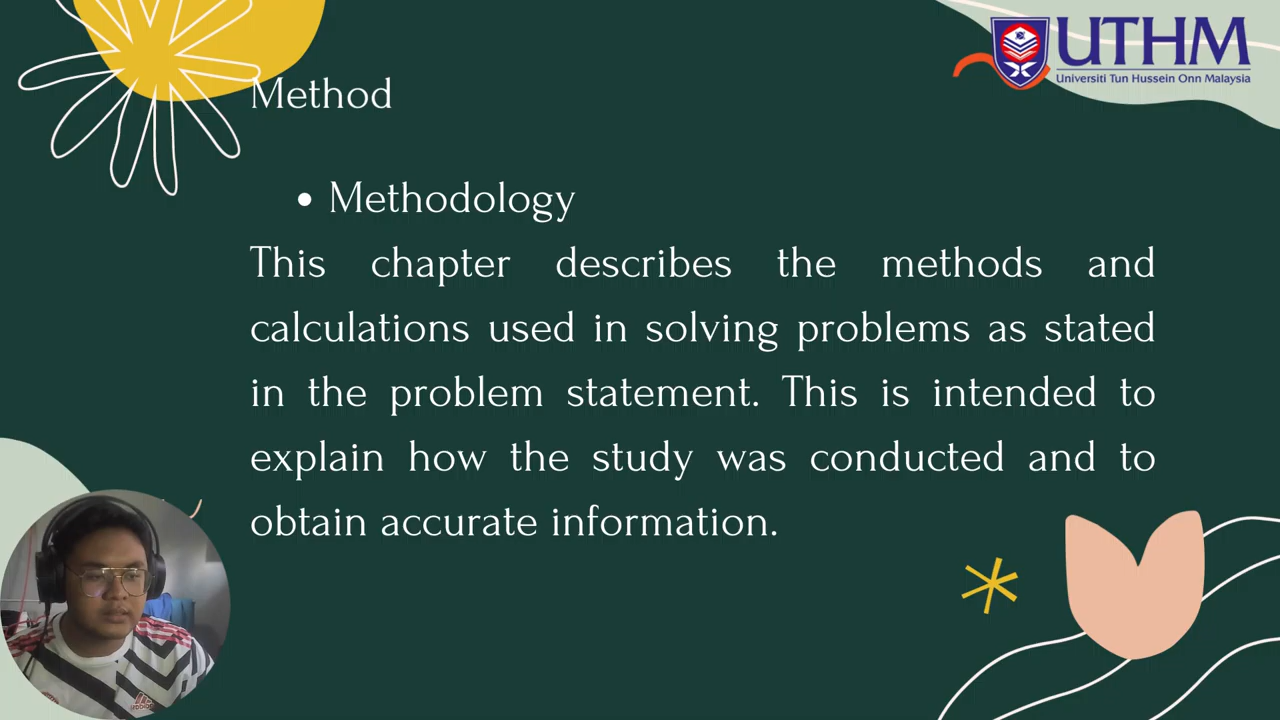 UTHM
Universiti Tun Hussein Onn Malaysia
Method
• Methodology
This chapter describes the methods and
calculations used in solving problems as stated
in the problem statement. This is intended to
explain how the study was conducted and to
obtain accurate information.